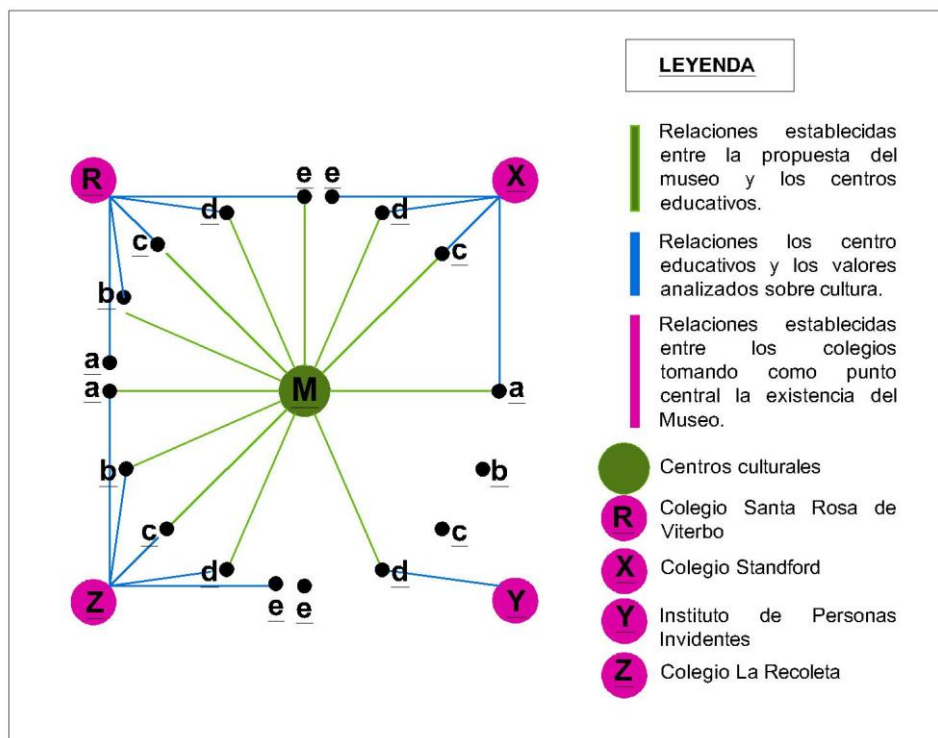 LEYENDA
Relaciones establecidas
entre la propuesta del
museo y los centros
educativos.
Relaciones los centro
educativos y los valores
analizados sobre cultura.
Relaciones establecidas
entre los colegios
tomando como punto
central la existencia del
Museo.
Centros culturales
R Colegio Santa Rosa de
Viterbo
X Colegio Standford
Y Instituto de Personas
Invidentes
Z Colegio La Recoleta
R
e e
X
d
d
c
c
b
a
a
M
a
b
b
c
c
d
d
Z
e e
Y